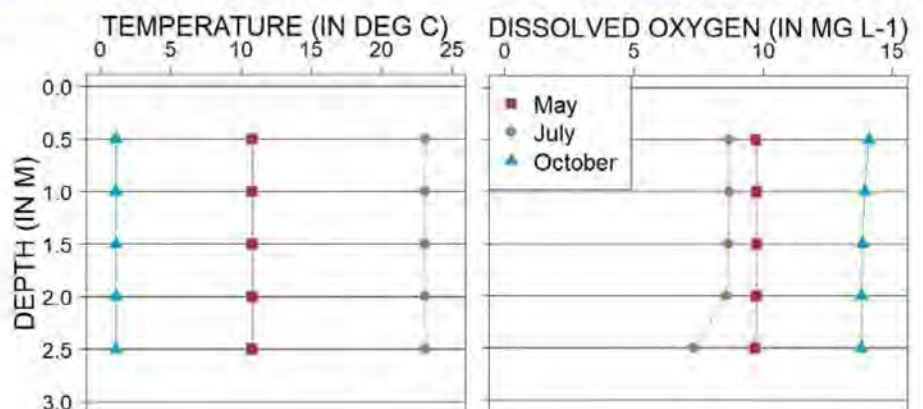 TEMPERATURE (IN DEG C) DISSOLVED OXYGEN (IN MG L-1)
0 5 10 15 20 25 0 5 10 15
0.0
0.5
1.0
1.5
2.0
2.5
3.0
DEPTH (IN M)
May
July
October